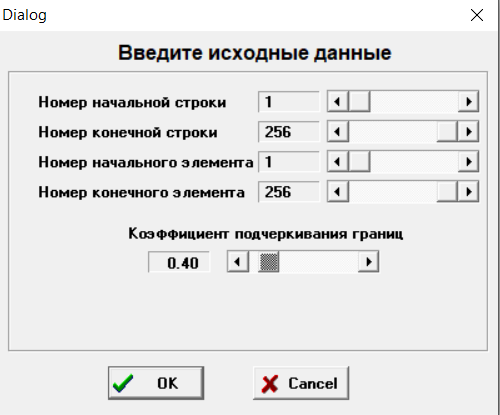 Dialog
Введите исходные данные
Номер начальной строки 1
Номер конечной строки 256
Номер начального элемента 1
Номер конечного элемента 256
Коэффициент подчеркивания границ
0.40
OK Cancel